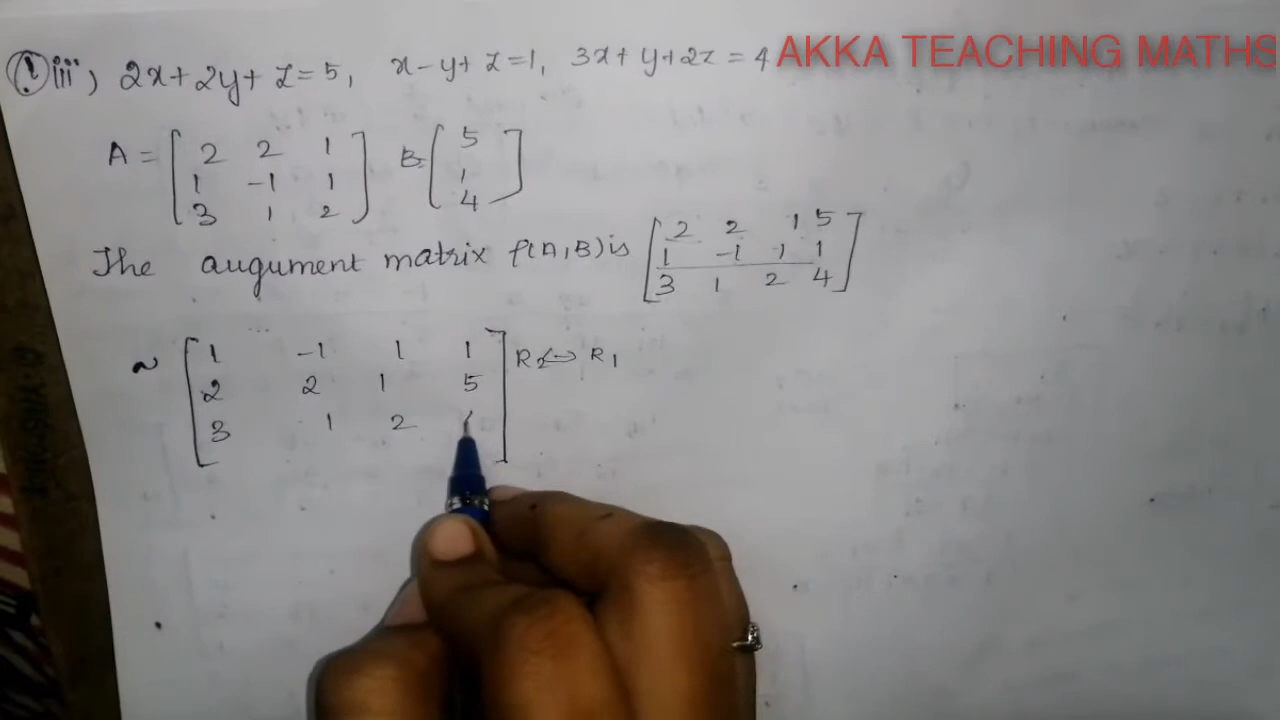 ① iii) 2x+2y+z=5, x-y+z=1, 3x+y+2z=4 AKKA TEACHING MATHS
A = [2 2 1 B= [5
1 -1 1] 1
3 1 2] 4]
The augument matrix ρ(A,B) is [2 2 1 5
1 -1 1 1
3 1 2 4]
~ [1 -1 1 1 R2⇔R1
2 2 1 5
3 1 2